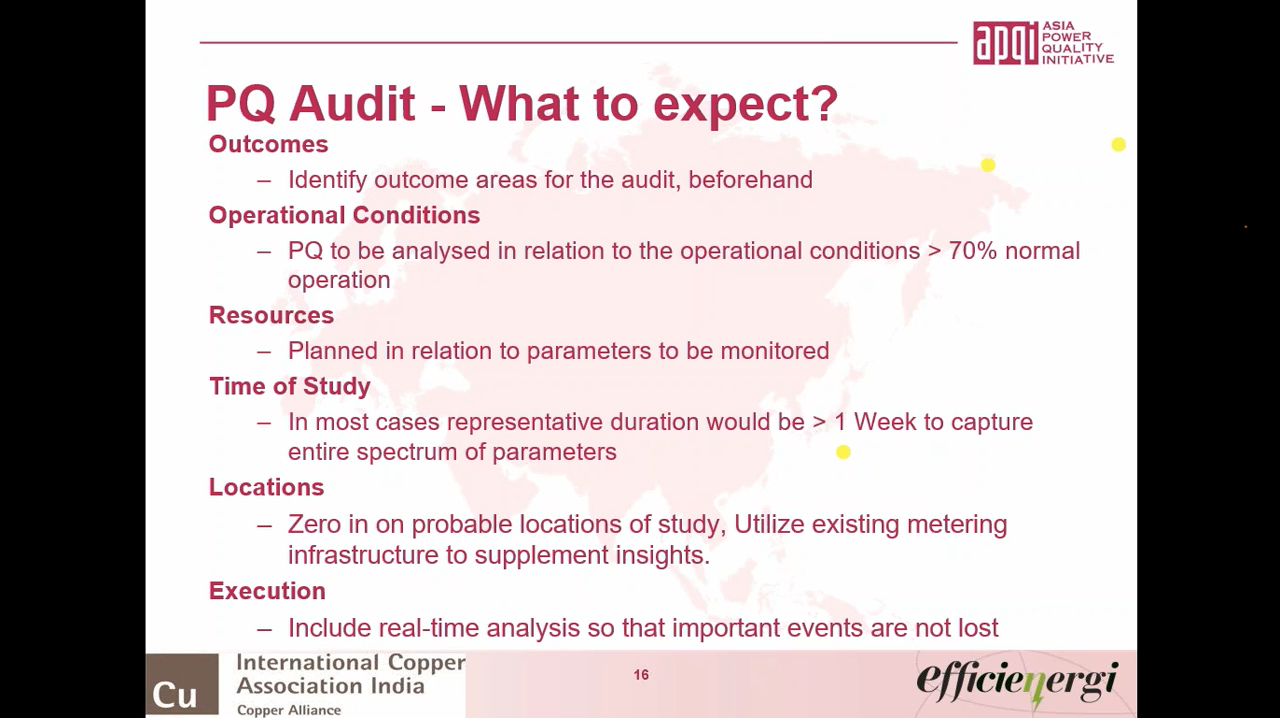 apqi ASIA
POWER
QUALITY
INITIATIVE
PQ Audit - What to expect?
Outcomes
– Identify outcome areas for the audit, beforehand
Operational Conditions
– PQ to be analysed in relation to the operational conditions > 70% normal
operation
Resources
– Planned in relation to parameters to be monitored
Time of Study
– In most cases representative duration would be > 1 Week to capture
entire spectrum of parameters
Locations
– Zero in on probable locations of study, Utilize existing metering
infrastructure to supplement insights.
Execution
– Include real-time analysis so that important events are not lost
Cu
International Copper
Association India
Copper Alliance
16
efficienergi